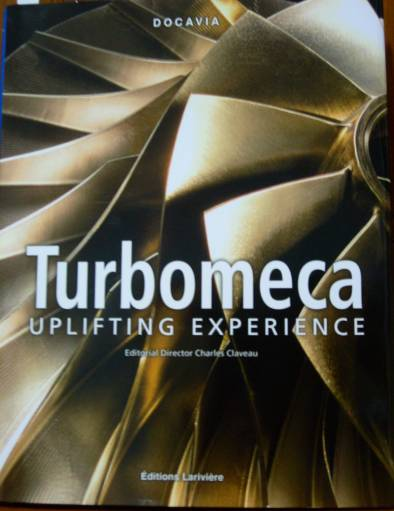 DOCAVIA
Turbomeca
UPLIFTING EXPERIENCE
Editorial Director Charles Claveau
Éditions Larivière